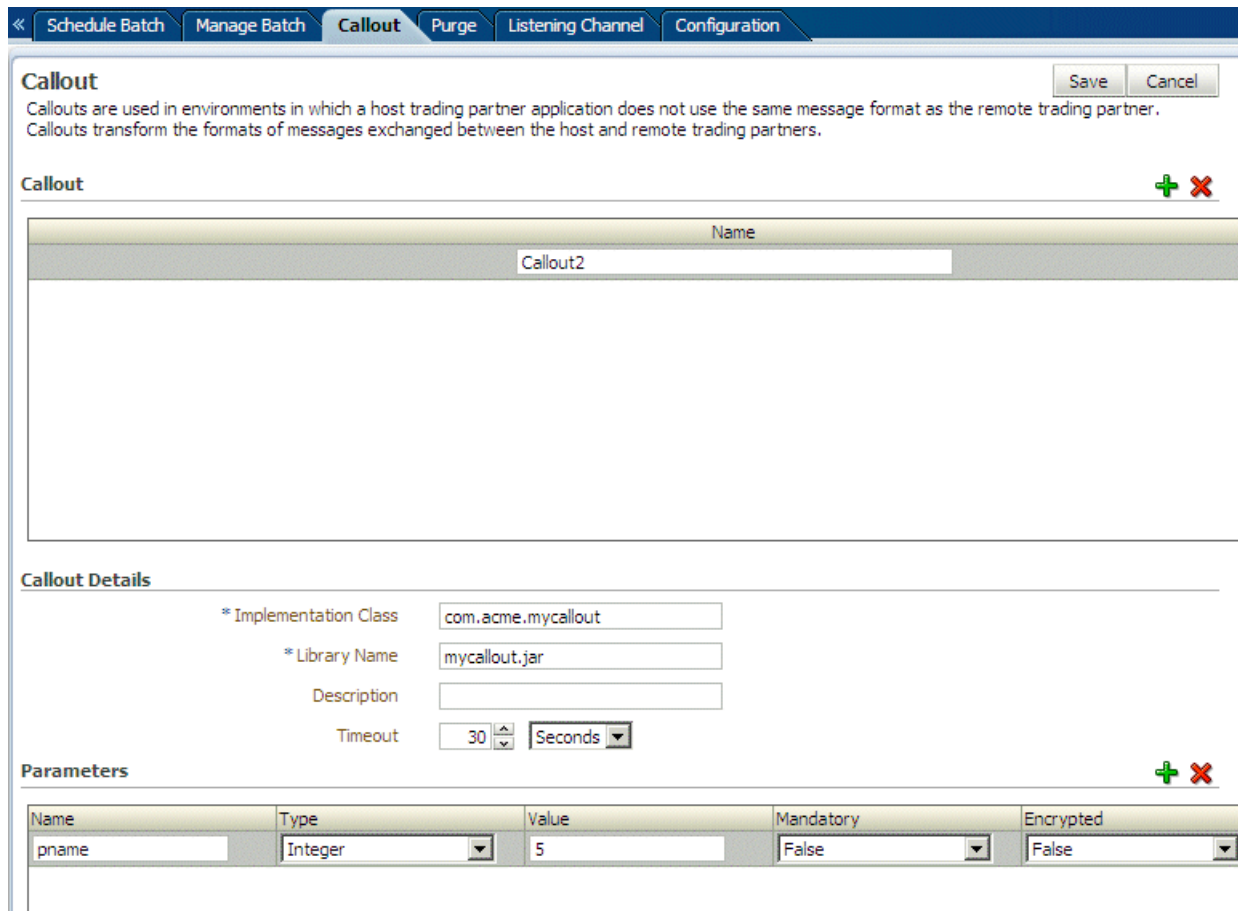 « Schedule Batch Manage Batch Callout Purge Listening Channel Configuration
Callout Save Cancel
Callouts are used in environments in which a host trading partner application does not use the same message format as the remote trading partner.
Callouts transform the formats of messages exchanged between the host and remote trading partners.
Callout
Name
Callout2
Callout Details
* Implementation Class com.acme.mycallout
* Library Name mycallout.jar
Description
Timeout 30 Seconds
Parameters
Name Type Value Mandatory Encrypted
pname Integer 5 False False